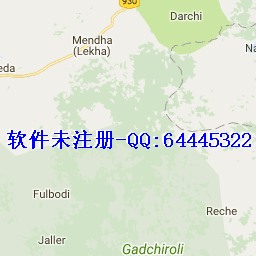 930
Darchi
Mendha
(Lekha)
Na
eda
软件未注册-QQ:64445322
Fulbodi
Reche
Jaller
Gadchiroli